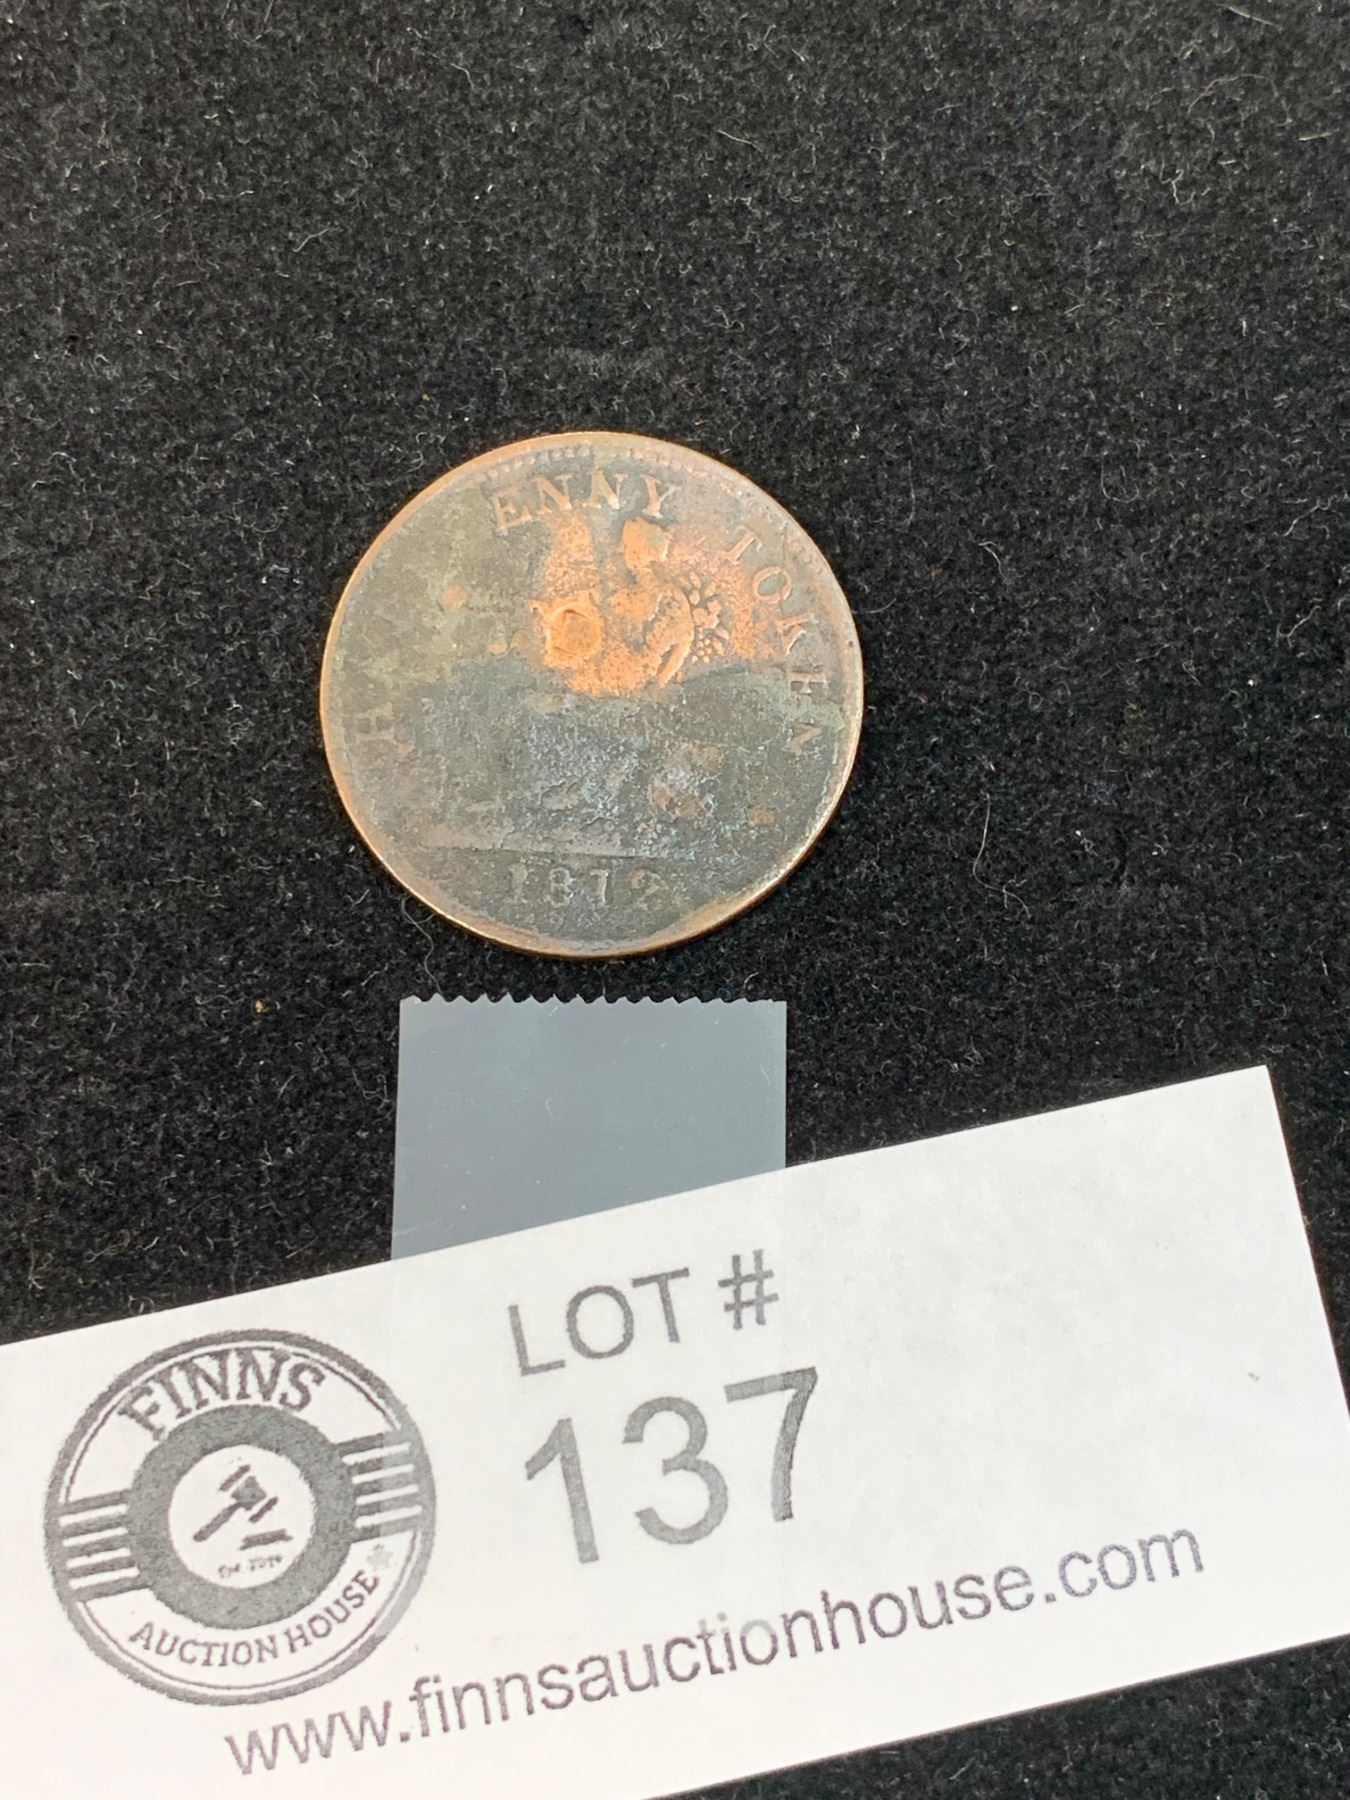 ENNY TOKEN
LOT #
137
FINNS
AUCTION HOUSE
www.finnsauctionhouse.com